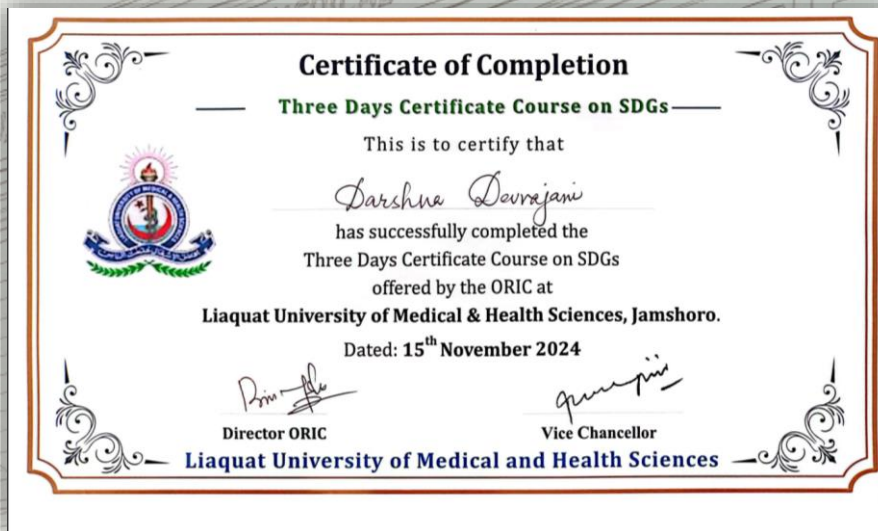 Certificate of Completion
Three Days Certificate Course on SDGs
This is to certify that
Darshna Devrajani
has successfully completed the
Three Days Certificate Course on SDGs
offered by the ORIC at
Liaquat University of Medical & Health Sciences, Jamshoro.
Dated: 15th November 2024
Director ORIC
Vice Chancellor
Liaquat University of Medical and Health Sciences